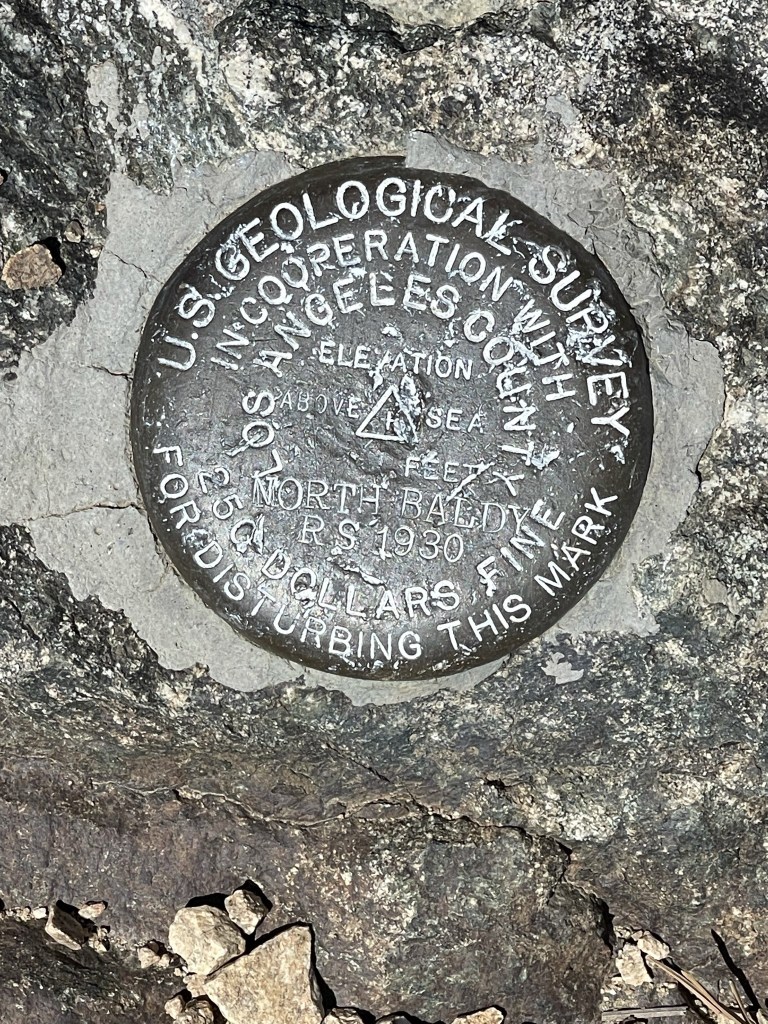 U.S. GEOLOGICAL SURVEY
IN COOPERATION WITH
LOS ANGELES COUNTY
ELEVATION
ABOVE SEA
FEET
NORTH BALDY
RS 1930
250 DOLLARS FINE
FOR DISTURBING THIS MARK